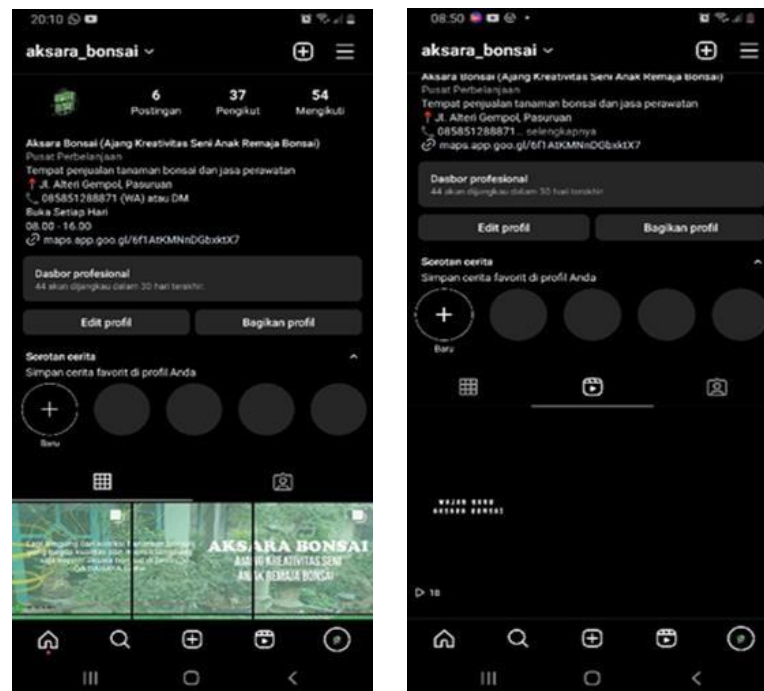 20:10
aksara_bonsai
6 37 54
Postingan Pengikut Mengikuti
Aksara Bonsai (Ajang Kreativitas Seni Anak Remaja Bonsai)
Pusat Perbelanjaan
Tempat penjualan tanaman bonsai dan jasa perawatan
Jl. Alteri Gempol, Pasuruan
085851288871 (WA) atau DM
Buka Setiap Hari
08.00 - 16.00
maps.app.goo.gl/6f1AtKMNnDGbxktX7
Dasbor profesional
44 akun dijangkau dalam 30 hari terakhir.
Edit profil Bagikan profil
Sorotan cerita
Simpan cerita favorit di profil Anda
Baru
AKSARA BONSAI
AJANG KREATIVITAS SENI
ANAK REMAJA BONSAI
08:50
aksara_bonsai
Aksara Bonsai (Ajang Kreativitas Seni Anak Remaja Bonsai)
Pusat Perbelanjaan
Tempat penjualan tanaman bonsai dan jasa perawatan
Jl. Alteri Gempol, Pasuruan
085851288871... selengkapnya
maps.app.goo.gl/6f1AtKMNnDGbxktX7
Dasbor profesional
44 akun dijangkau dalam 30 hari terakhir.
Edit profil Bagikan profil
Sorotan cerita
Simpan cerita favorit di profil Anda
Baru
WAJAH BARU
AKSARA BONSAI
18